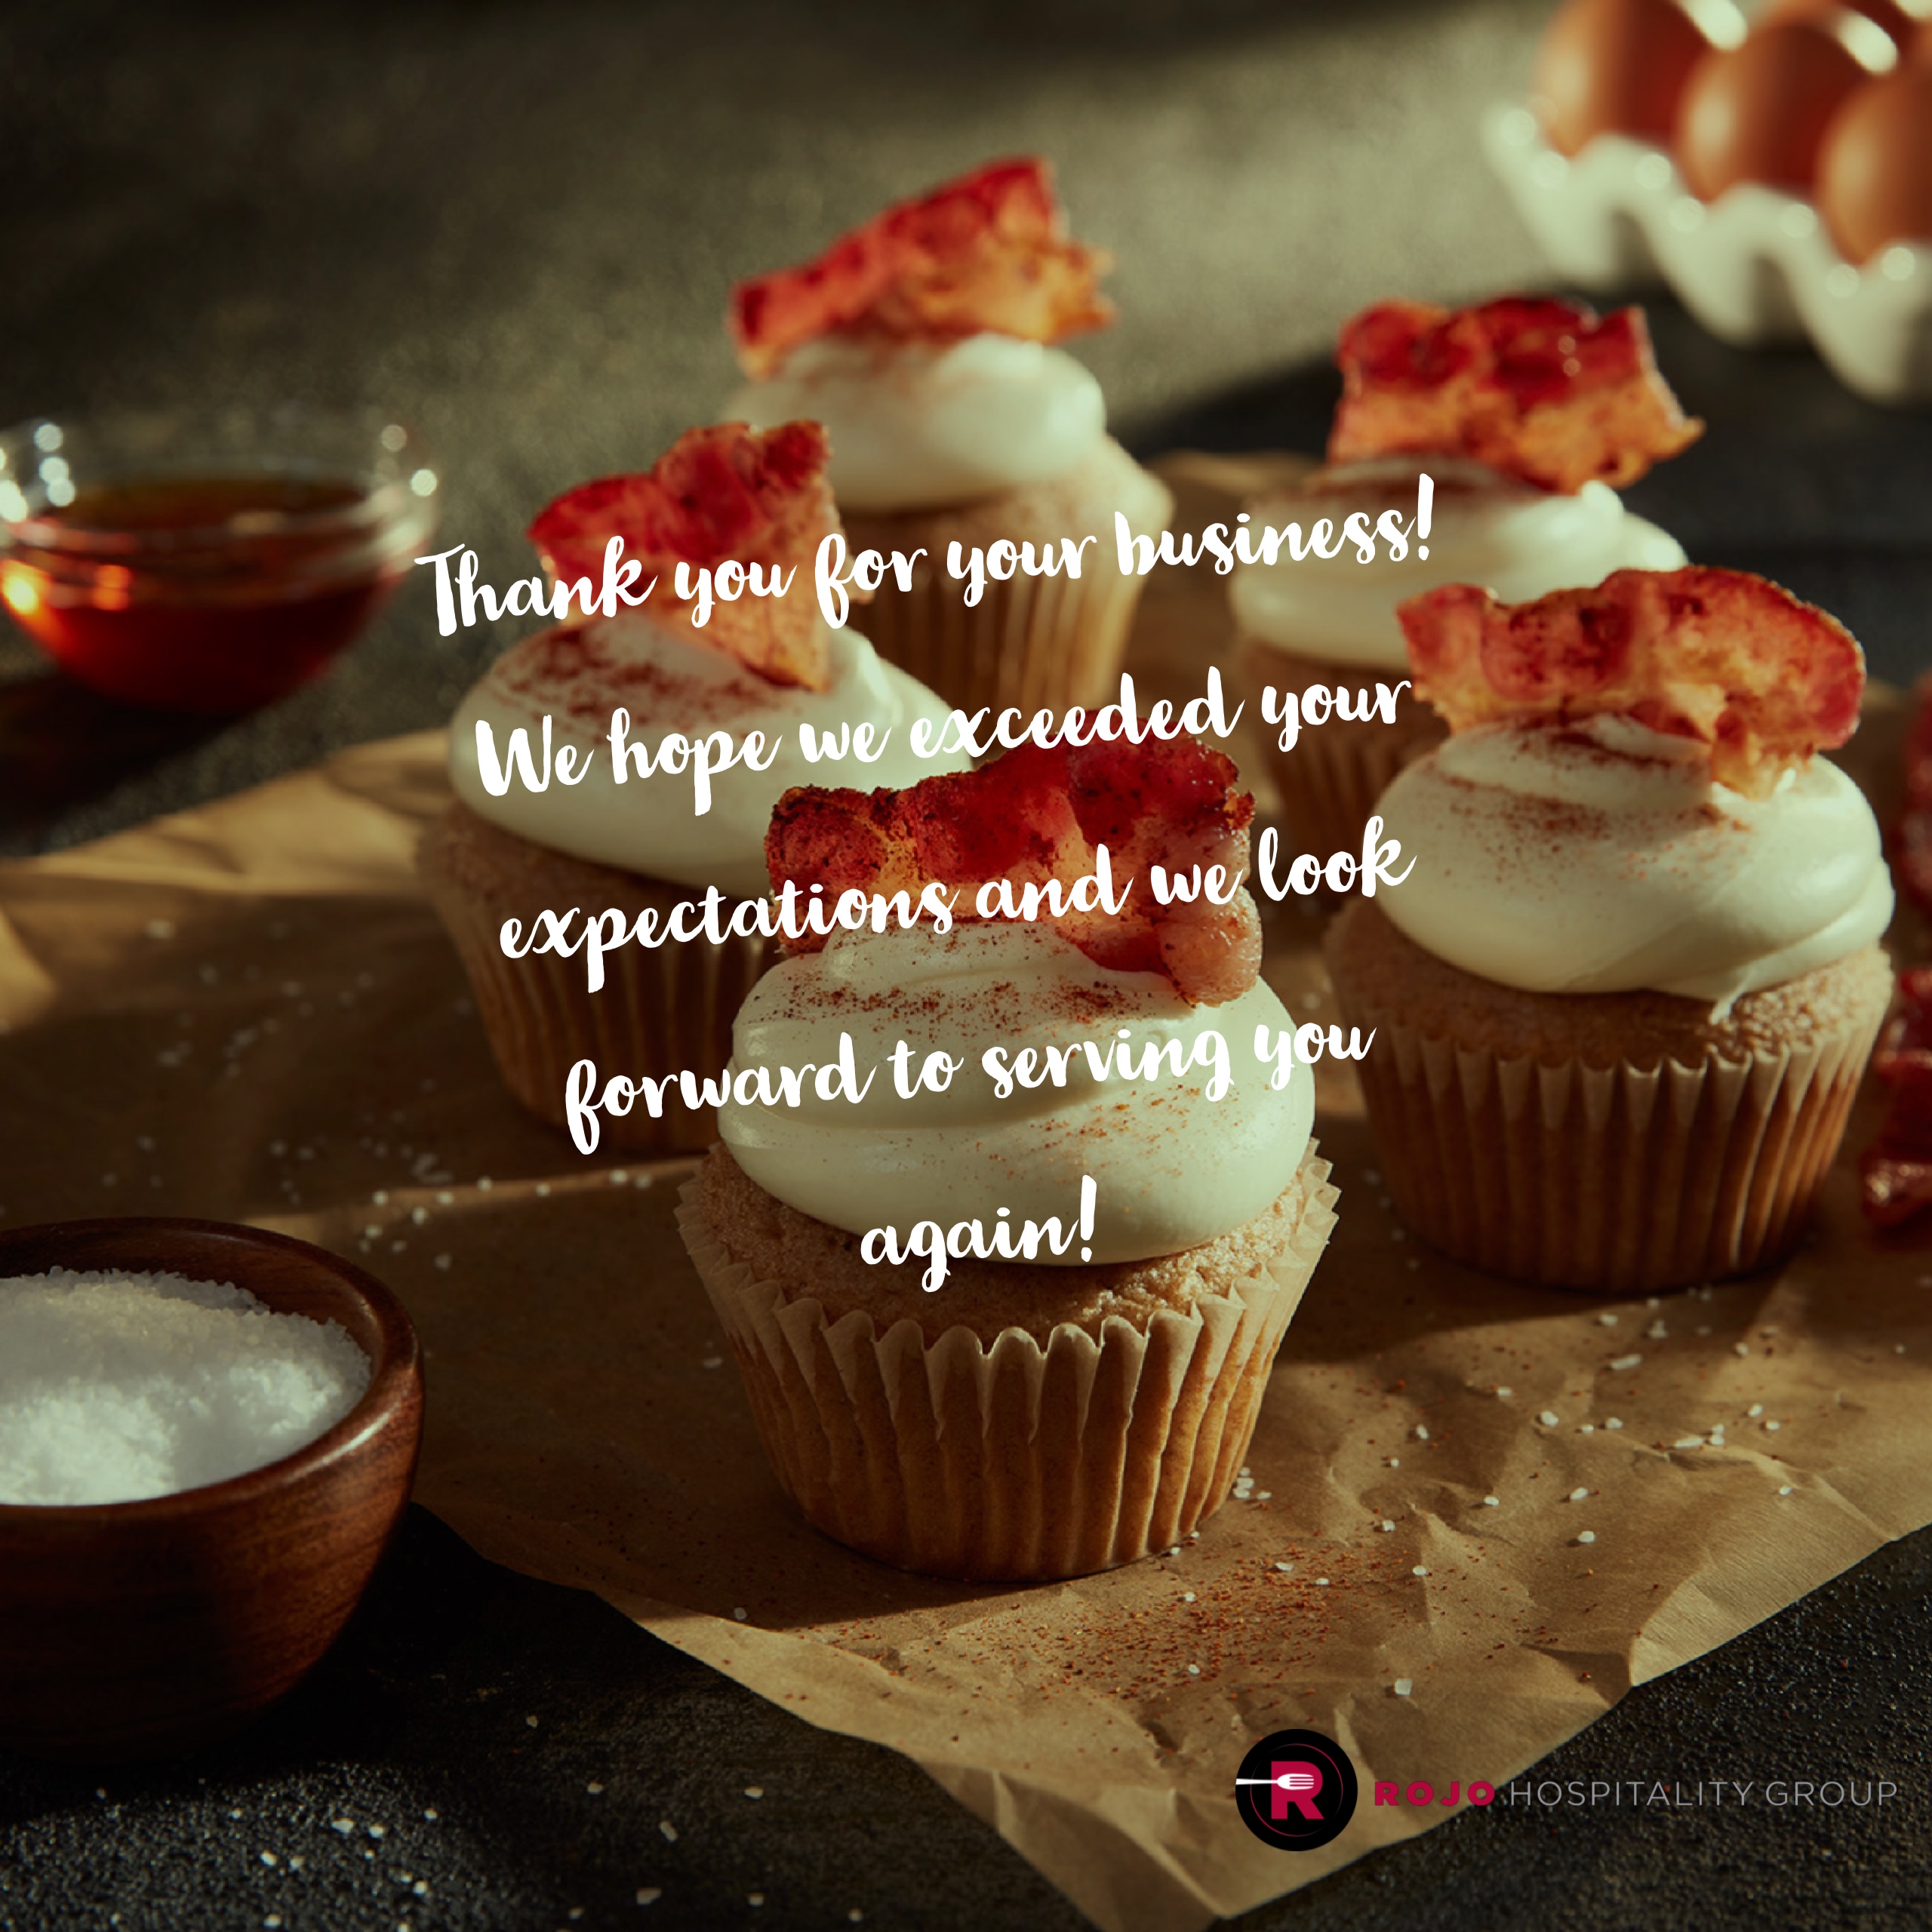 Thank you for your business!
We hope we exceeded your
expectations and we look
forward to serving you
again!
R ROJO HOSPITALITY GROUP